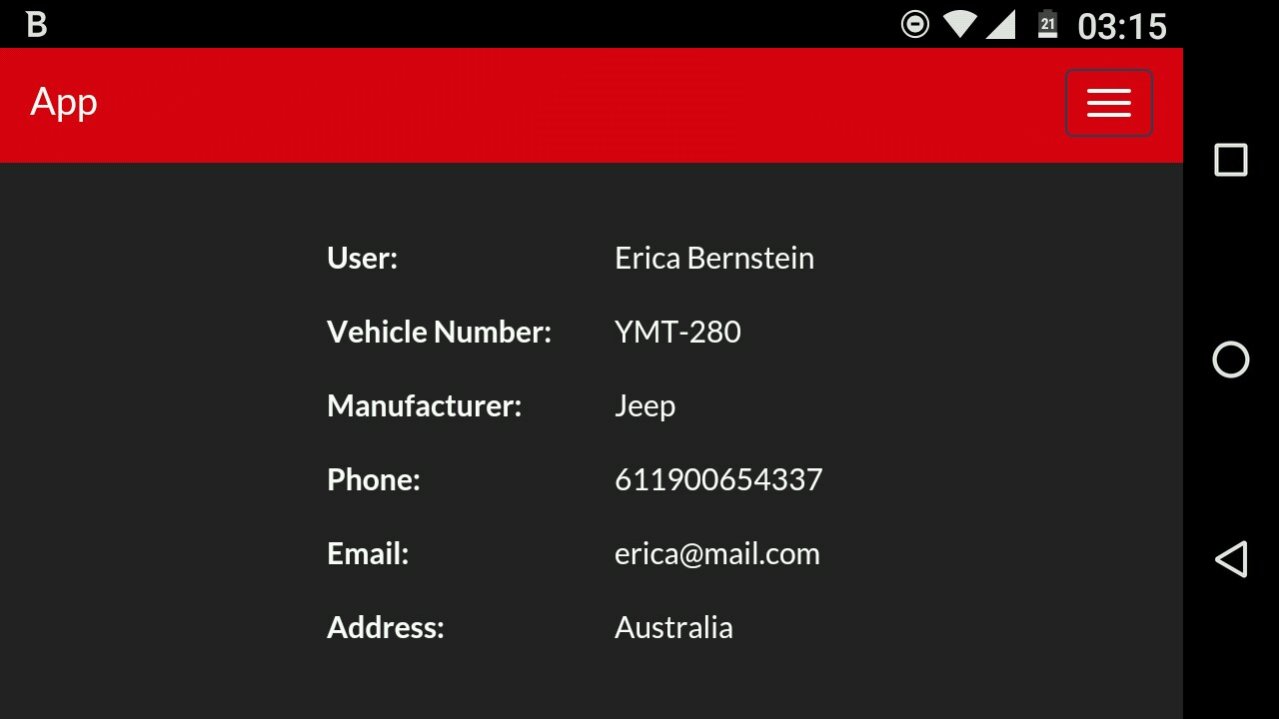 B 21 03:15
App
User: Erica Bernstein
Vehicle Number: YMT-280
Manufacturer: Jeep
Phone: 611900654337
Email: erica@mail.com
Address: Australia